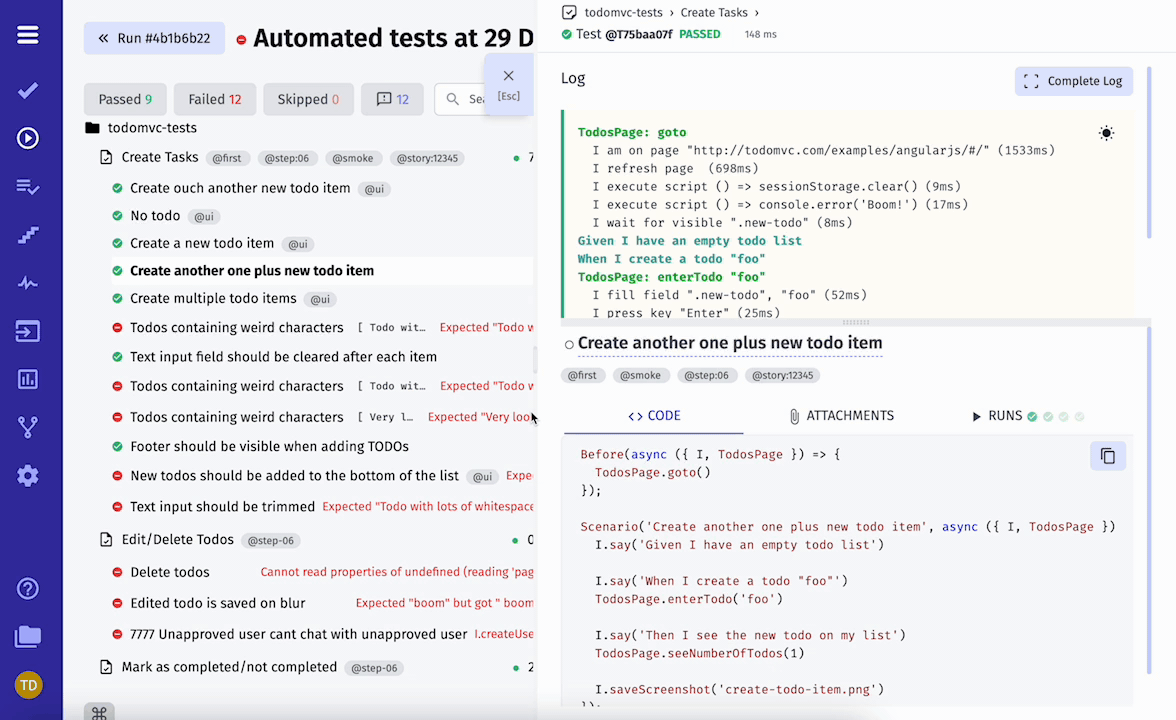 Run #4b1b6b22
Automated tests at 29 D
Passed 9
Failed 12
Skipped 0
12
[Esc]
todomvc-tests
Create Tasks @first @step:06 @smoke @story:12345
Create ouch another new todo item @ui
No todo @ui
Create a new todo item @ui
Create another one plus new todo item
Create multiple todo items @ui
Todos containing weird characters [ Todo wit… Expected "Todo w
Text input field should be cleared after each item
Todos containing weird characters [ Todo wit… Expected "Todo w
Todos containing weird characters [ Very l… Expected "Very loo
Footer should be visible when adding TODOs
New todos should be added to the bottom of the list @ui Expe
Text input should be trimmed Expected "Todo with lots of whitespace
Edit/Delete Todos @step-06 0
Delete todos Cannot read properties of undefined (reading 'pag
Edited todo is saved on blur Expected "boom" but got " boom
7777 Unapproved user cant chat with unapproved user I.createUse
Mark as completed/not completed @step-06 2
TD
⌘
todomvc-tests › Create Tasks ›
Test @T75baa07f PASSED 148 ms
Log
Complete Log
TodosPage: goto
I am on page "http://todomvc.com/examples/angularjs/#/" (1533ms)
I refresh page (698ms)
I execute script () => sessionStorage.clear() (9ms)
I execute script () => console.error('Boom!') (17ms)
I wait for visible ".new-todo" (8ms)
Given I have an empty todo list
When I create a todo "foo"
TodosPage: enterTodo "foo"
I fill field ".new-todo", "foo" (52ms)
I press key "Enter" (25ms)
Create another one plus new todo item
@first @smoke @step:06 @story:12345
<> CODE
ATTACHMENTS
RUNS
Before(async ({ I, TodosPage }) => {
TodosPage.goto()
});
Scenario('Create another one plus new todo item', async ({ I, TodosPage })
I.say('Given I have an empty todo list')
I.say('When I create a todo "foo"')
TodosPage.enterTodo('foo')
I.say('Then I see the new todo on my list')
TodosPage.seeNumberOfTodos(1)
I.saveScreenshot('create-todo-item.png')